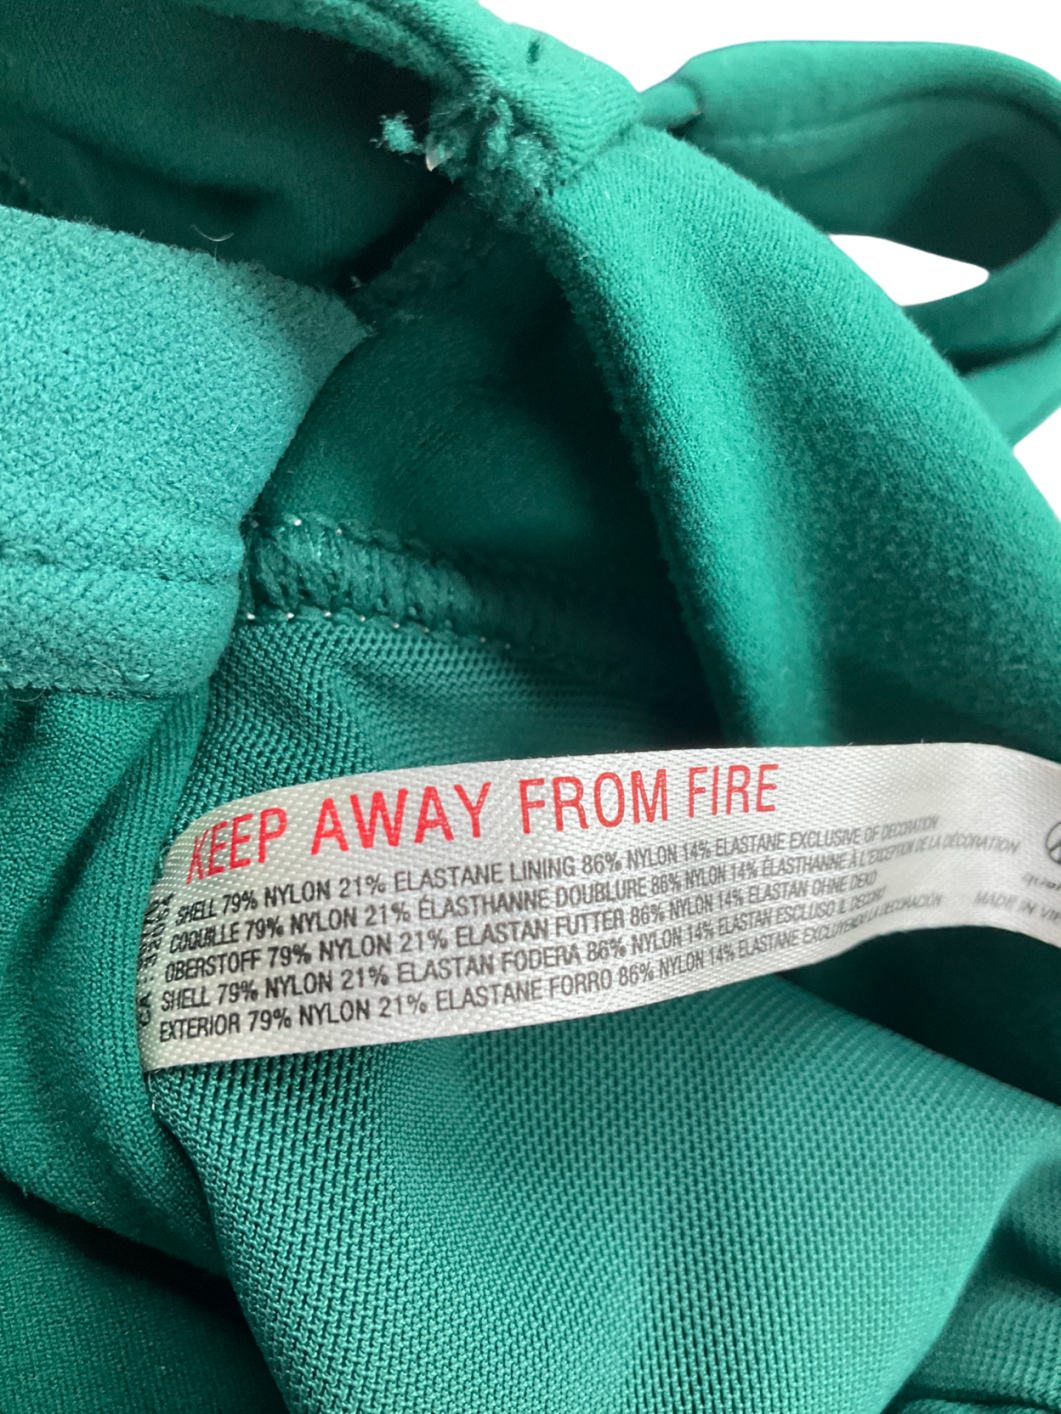 KEEP AWAY FROM FIRE
SHELL 79% NYLON 21% ELASTANE LINING 86% NYLON 14% ELASTANE EXCLUSIVE OF DECORATION
COQUILLE 79% NYLON 21% ÉLASTHANNE DOUBLURE 86% NYLON 14% ÉLASTHANNE À L'EXCEPTION DE LA DÉCORATION
OBERSTOFF 79% NYLON 21% ELASTAN FUTTER 86% NYLON 14% ELASTAN OHNE DEKO
SHELL 79% NYLON 21% ELASTAN FODERA 86% NYLON 14% ELASTAN ESCLUSO IL DECORO
EXTERIOR 79% NYLON 21% ELASTANE FORRO 86% NYLON 14% ELASTANE EXCLUYENDO LA DECORACIÓN
MADE IN